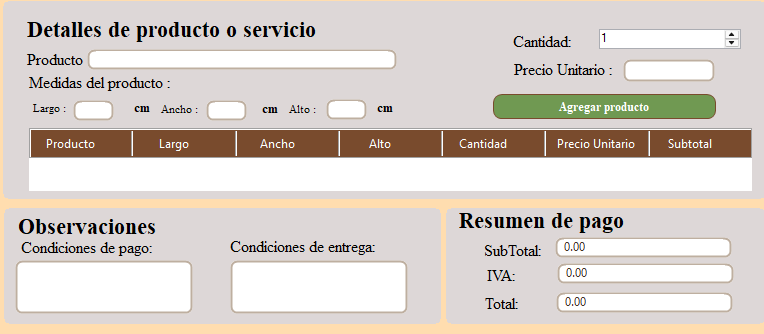 Detalles de producto o servicio
Cantidad: 1
Producto
Precio Unitario :
Medidas del producto :
Largo : cm Ancho : cm Alto : cm
Agregar producto
Producto Largo Ancho Alto Cantidad Precio Unitario Subtotal
Observaciones
Condiciones de pago: Condiciones de entrega:
Resumen de pago
SubTotal: 0.00
IVA: 0.00
Total: 0.00